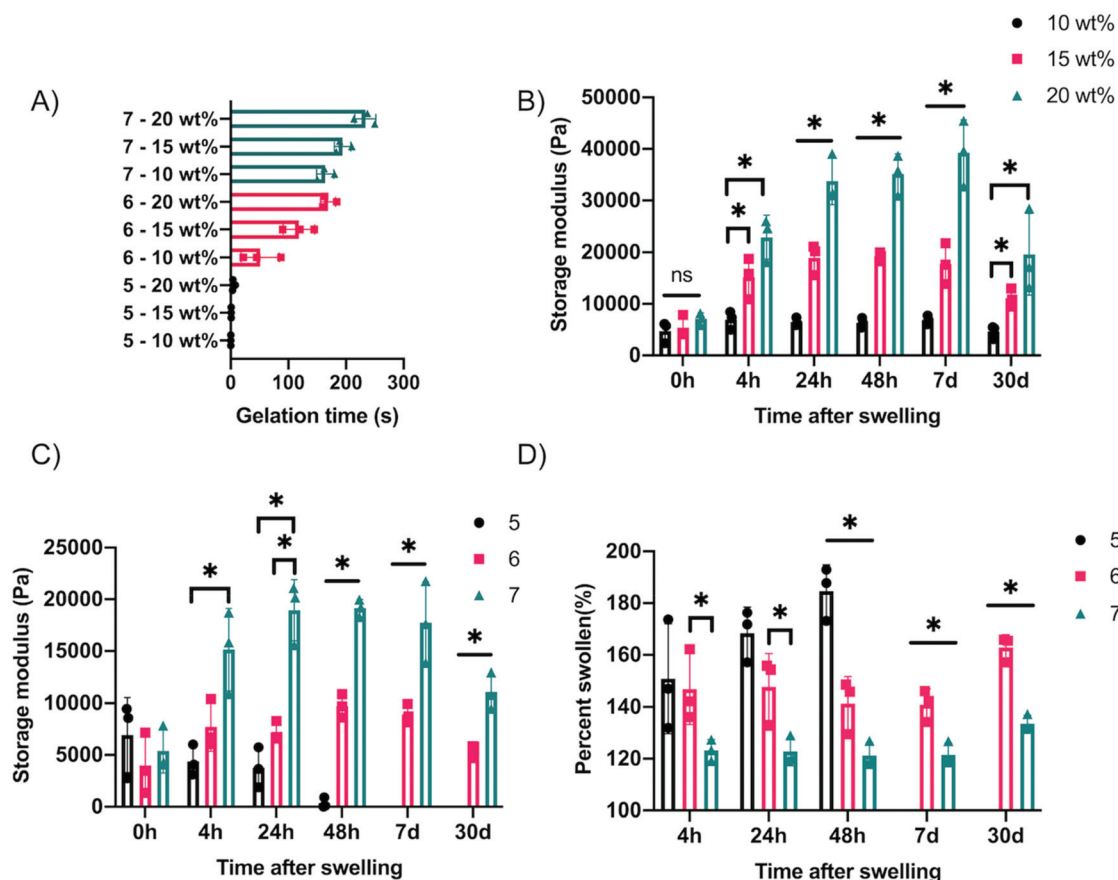 A)
7 - 20 wt%
7 - 15 wt%
7 - 10 wt%
6 - 20 wt%
6 - 15 wt%
6 - 10 wt%
5 - 20 wt%
5 - 15 wt%
5 - 10 wt%
0 100 200 300
Gelation time (s)
10 wt%
15 wt%
20 wt%
B)
50000
40000
30000
20000
10000
0
Storage modulus (Pa)
ns
*
*
*
*
*
*
*
0h 4h 24h 48h 7d 30d
Time after swelling
C)
25000
20000
15000
10000
5000
0
Storage modulus (Pa)
*
*
*
*
*
*
5
6
7
0h 4h 24h 48h 7d 30d
Time after swelling
D)
200
180
160
140
120
100
Percent swollen(%)
*
*
*
*
*
5
6
7
4h 24h 48h 7d 30d
Time after swelling